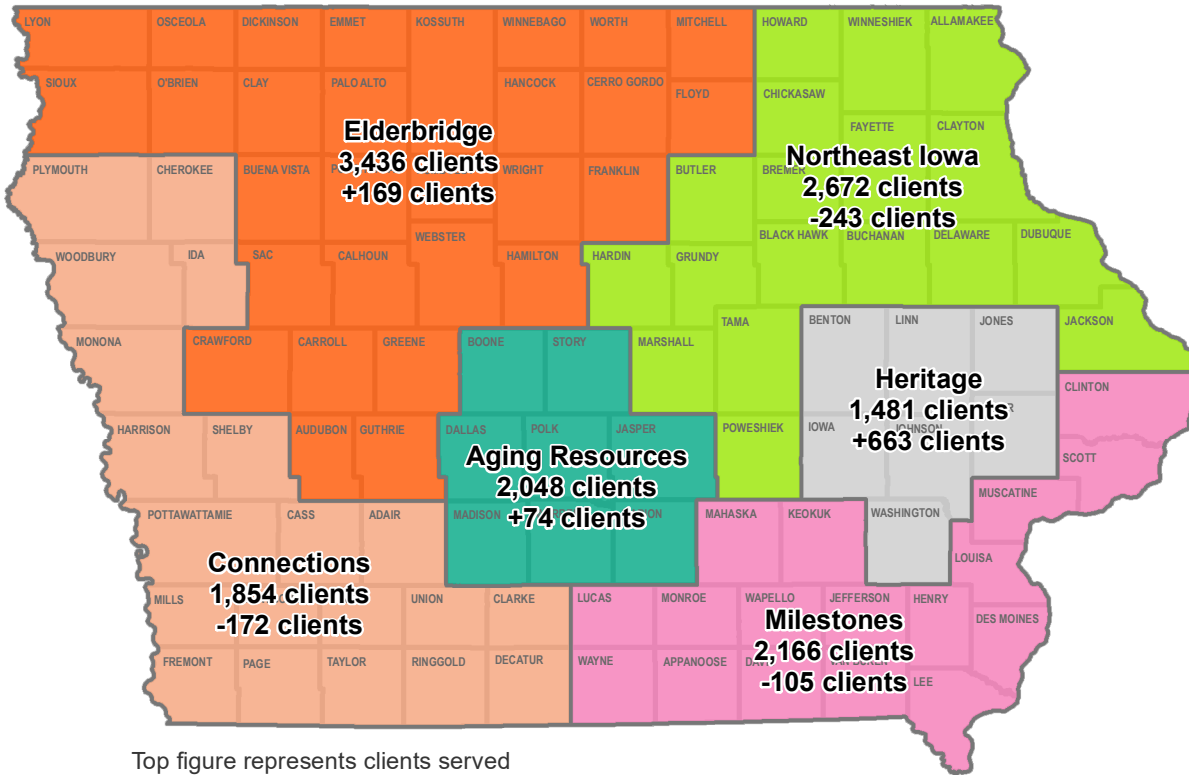 LYON OSCEOLA DICKINSON EMMET KOSSUTH WINNEBAGO WORTH MITCHELL HOWARD WINNESHIEK ALLAMAKEE
SIOUX O'BRIEN CLAY PALO ALTO HANCOCK CERRO GORDO FLOYD CHICKASAW
FAYETTE CLAYTON
Elderbridge
3,436 clients
+169 clients
Northeast Iowa
2,672 clients
-243 clients
PLYMOUTH CHEROKEE BUENA VISTA WRIGHT FRANKLIN BUTLER BREMER
WEBSTER BLACK HAWK BUCHANAN DELAWARE DUBUQUE
WOODBURY IDA SAC CALHOUN HAMILTON HARDIN GRUNDY
TAMA BENTON LINN JONES JACKSON
MONONA CRAWFORD CARROLL GREENE BOONE STORY MARSHALL
Heritage
1,481 clients
+663 clients
CLINTON
HARRISON SHELBY AUDUBON GUTHRIE DALLAS POLK JASPER POWESHIEK IOWA JOHNSON
SCOTT
Aging Resources
2,048 clients
+74 clients
MUSCATINE
POTTAWATTAMIE CASS ADAIR MADISON MAHASKA KEOKUK WASHINGTON
LOUISA
Connections
1,854 clients
-172 clients
MILLS UNION CLARKE LUCAS MONROE WAPELLO JEFFERSON HENRY
DES MOINES
Milestones
2,166 clients
-105 clients
FREMONT PAGE TAYLOR RINGGOLD DECATUR WAYNE APPANOOSE LEE
Top figure represents clients served